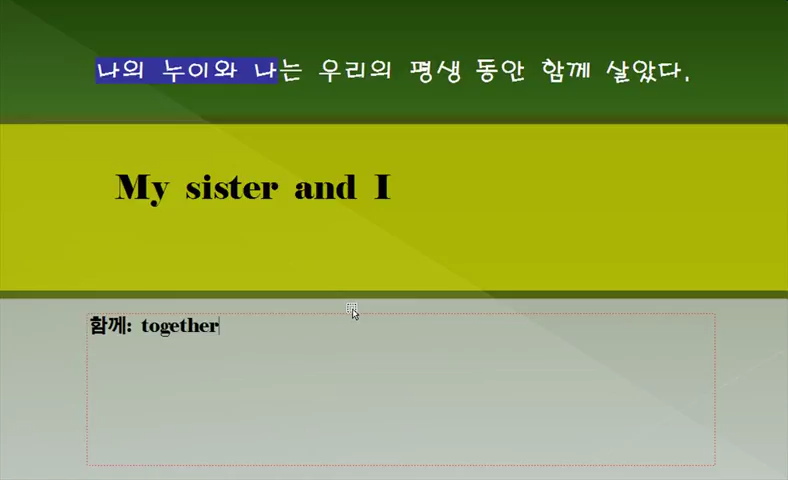 나의 누이와 나는 우리의 평생 동안 함께 살았다.
My sister and I
함께: together